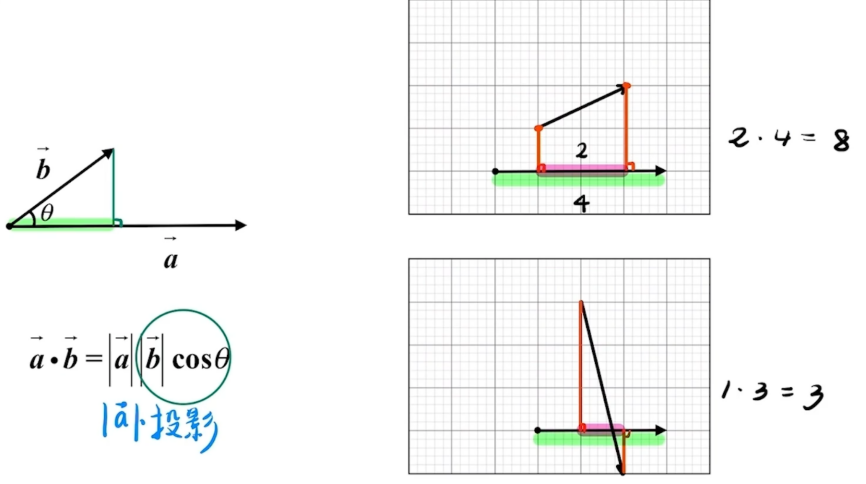 b
θ
a
a • b = |a| |b| cosθ
|a|·投影
2
4
2 · 4 = 8
1 · 3 = 3